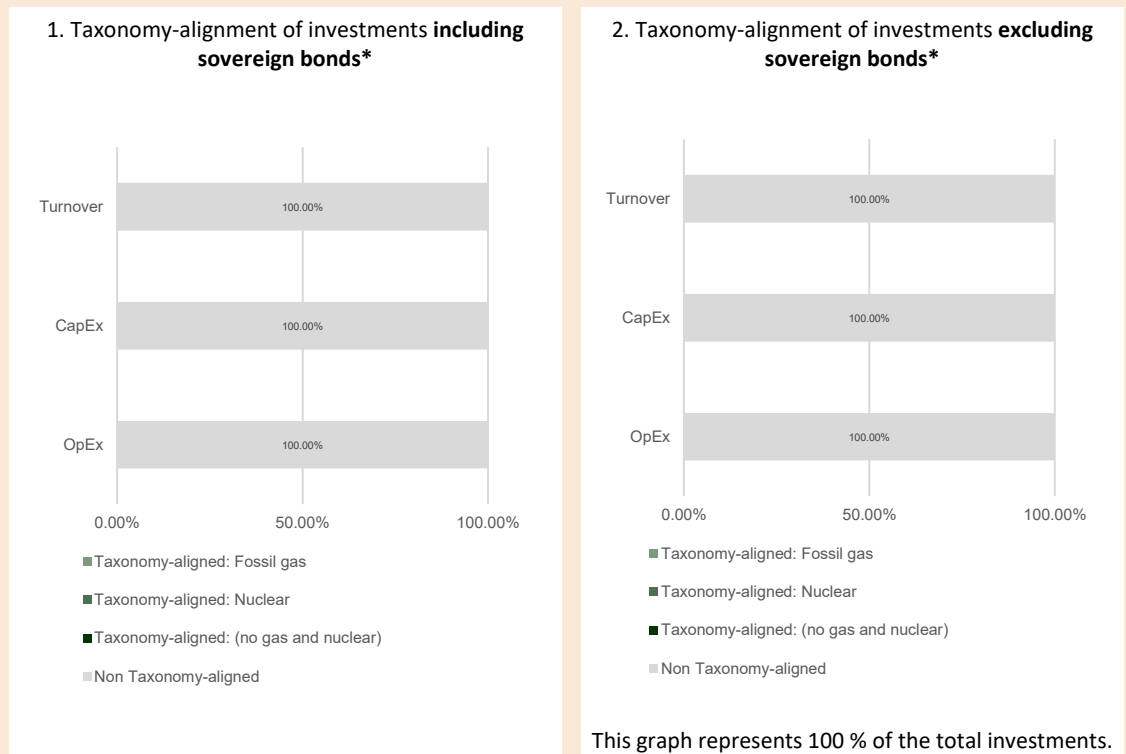 1. Taxonomy-alignment of investments including
sovereign bonds*
Turnover
100.00%
CapEx
100.00%
OpEx
100.00%
0.00%
50.00%
100.00%
Taxonomy-aligned: Fossil gas
Taxonomy-aligned: Nuclear
Taxonomy-aligned: (no gas and nuclear)
Non Taxonomy-aligned
2. Taxonomy-alignment of investments excluding
sovereign bonds*
Turnover
100.00%
CapEx
100.00%
OpEx
100.00%
0.00%
50.00%
100.00%
Taxonomy-aligned: Fossil gas
Taxonomy-aligned: Nuclear
Taxonomy-aligned: (no gas and nuclear)
Non Taxonomy-aligned
This graph represents 100 % of the total investments.